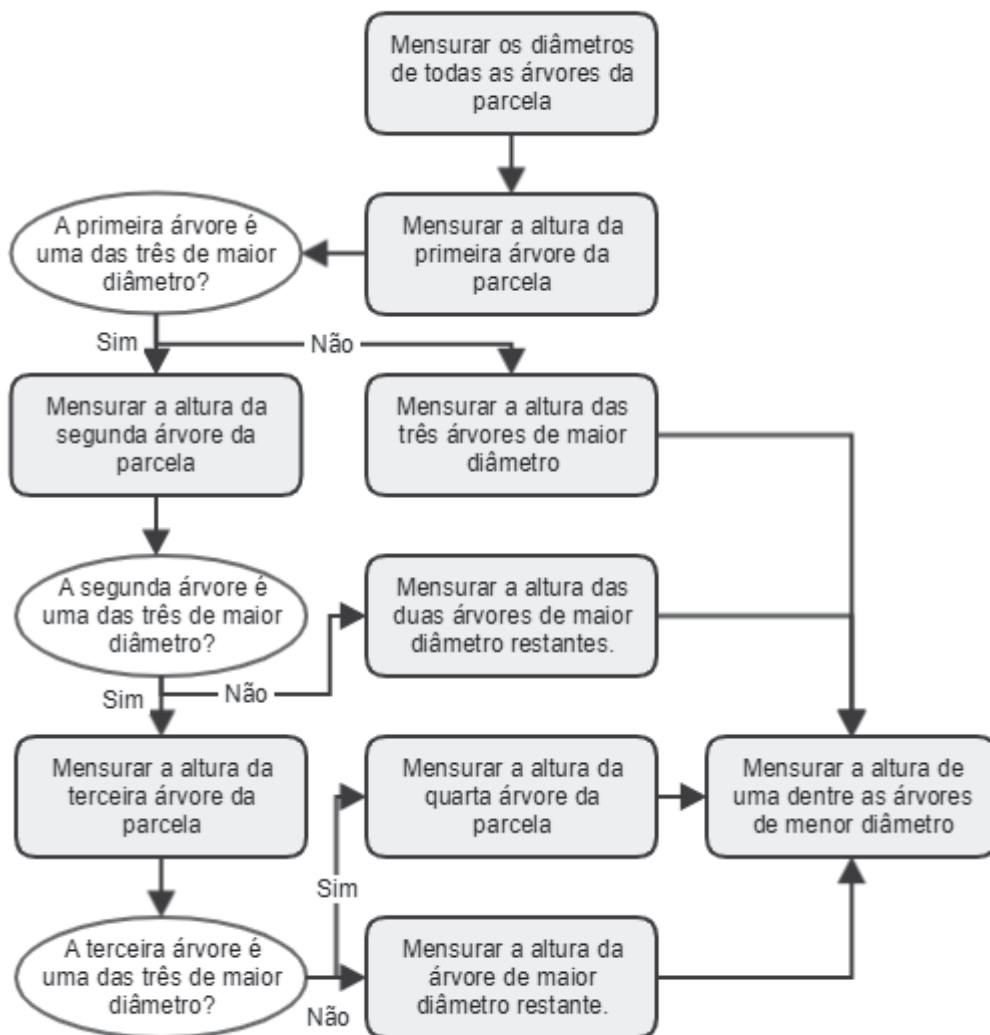 Mensurar os diâmetros
de todas as árvores da
parcela
A primeira árvore é
uma das três de maior
diâmetro?
Mensurar a altura da
primeira árvore da
parcela
Sim
Não
Mensurar a altura da
segunda árvore da
parcela
Mensurar a altura das
três árvores de maior
diâmetro
A segunda árvore é
uma das três de maior
diâmetro?
Mensurar a altura das
duas árvores de maior
diâmetro restantes.
Sim
Não
Mensurar a altura da
terceira árvore da
parcela
Mensurar a altura da
quarta árvore da
parcela
Mensurar a altura de
uma dentre as árvores
de menor diâmetro
Sim
A terceira árvore é
uma das três de maior
diâmetro?
Não
Mensurar a altura da
árvore de maior
diâmetro restante.